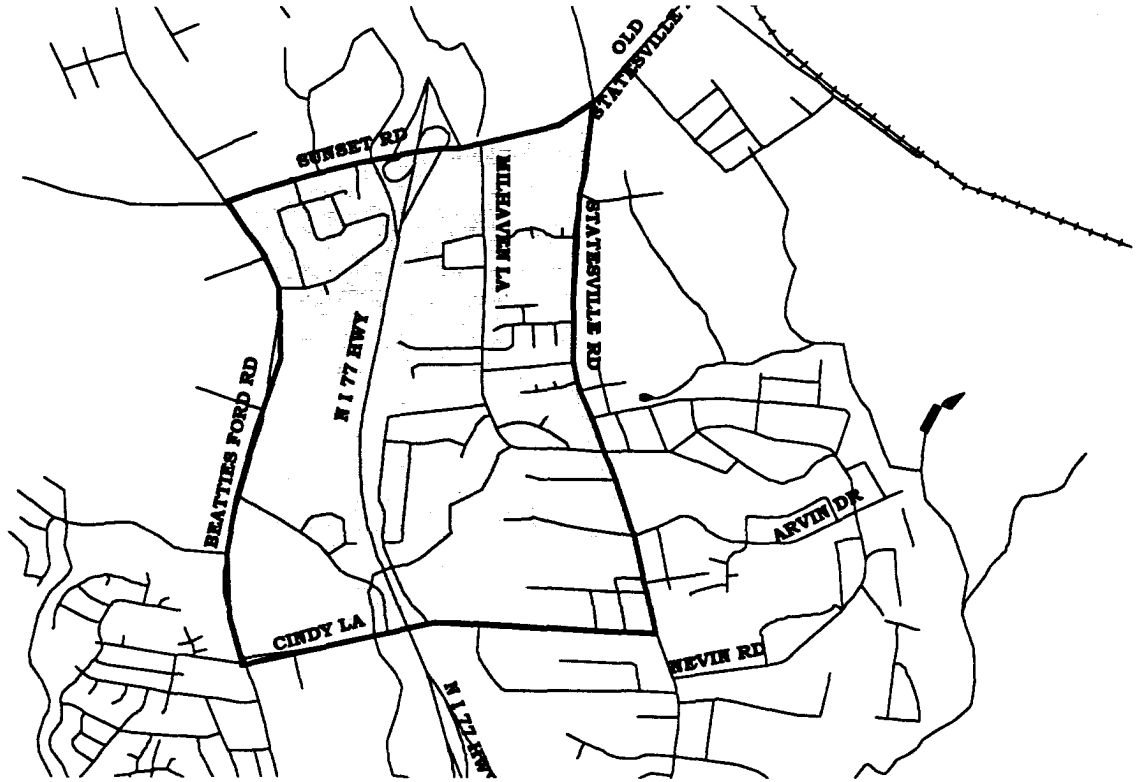 OLD
STATESVILLE
SUNSET RD
MILHAVEN LA
STATESVILLE RD
N I 77 HWY
BEATTIES FORD RD
ARVIN DR
CINDY LA
NEVIN RD
N I 77 HWY